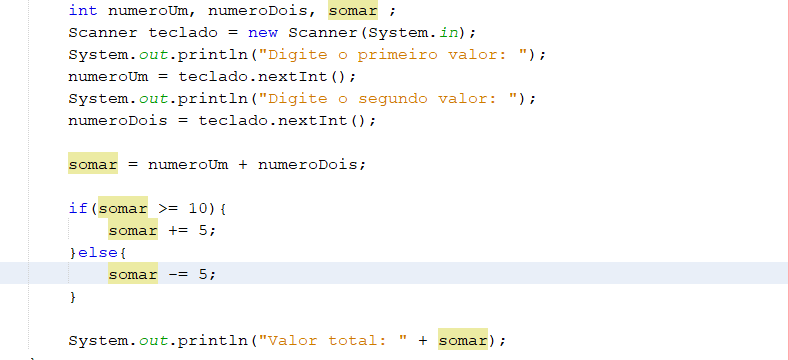 int numeroUm, numeroDois, somar ;
Scanner teclado = new Scanner(System.in);
System.out.println("Digite o primeiro valor: ");
numeroUm = teclado.nextInt();
System.out.println("Digite o segundo valor: ");
numeroDois = teclado.nextInt();
somar = numeroUm + numeroDois;
if(somar >= 10){
somar += 5;
}else{
somar -= 5;
}
System.out.println("Valor total: " + somar);